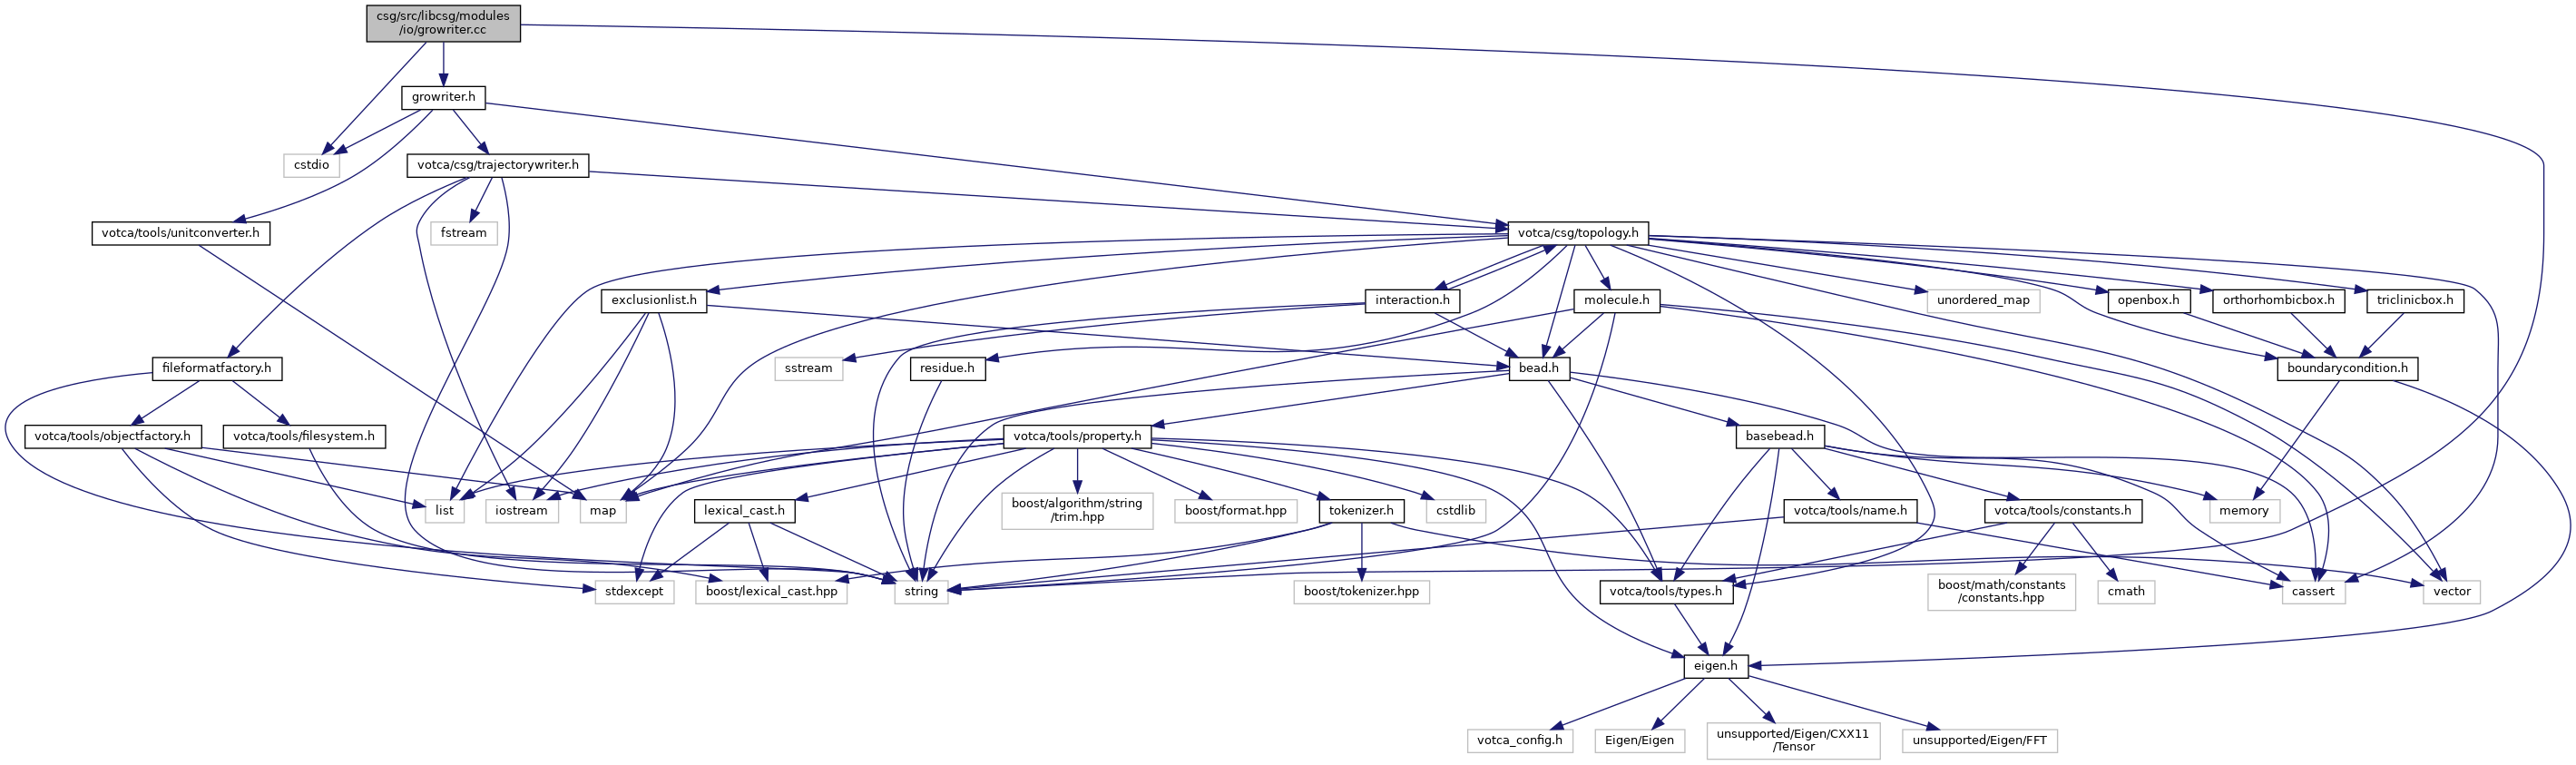 csg/src/libcsg/modules
/io/growriter.cc
growriter.h
cstdio
votca/csg/trajectorywriter.h
votca/tools/unitconverter.h
fstream
votca/csg/topology.h
exclusionlist.h
interaction.h
molecule.h
unordered_map
openbox.h
orthorhombicbox.h
triclinicbox.h
fileformatfactory.h
sstream
residue.h
bead.h
boundarycondition.h
votca/tools/objectfactory.h
votca/tools/filesystem.h
votca/tools/property.h
basebead.h
list
iostream
map
lexical_cast.h
boost/algorithm/string
/trim.hpp
boost/format.hpp
tokenizer.h
cstdlib
votca/tools/name.h
votca/tools/constants.h
memory
stdexcept
boost/lexical_cast.hpp
string
boost/tokenizer.hpp
votca/tools/types.h
boost/math/constants
/constants.hpp
cmath
cassert
vector
eigen.h
votca_config.h
Eigen/Eigen
unsupported/Eigen/CXX11
/Tensor
unsupported/Eigen/FFT